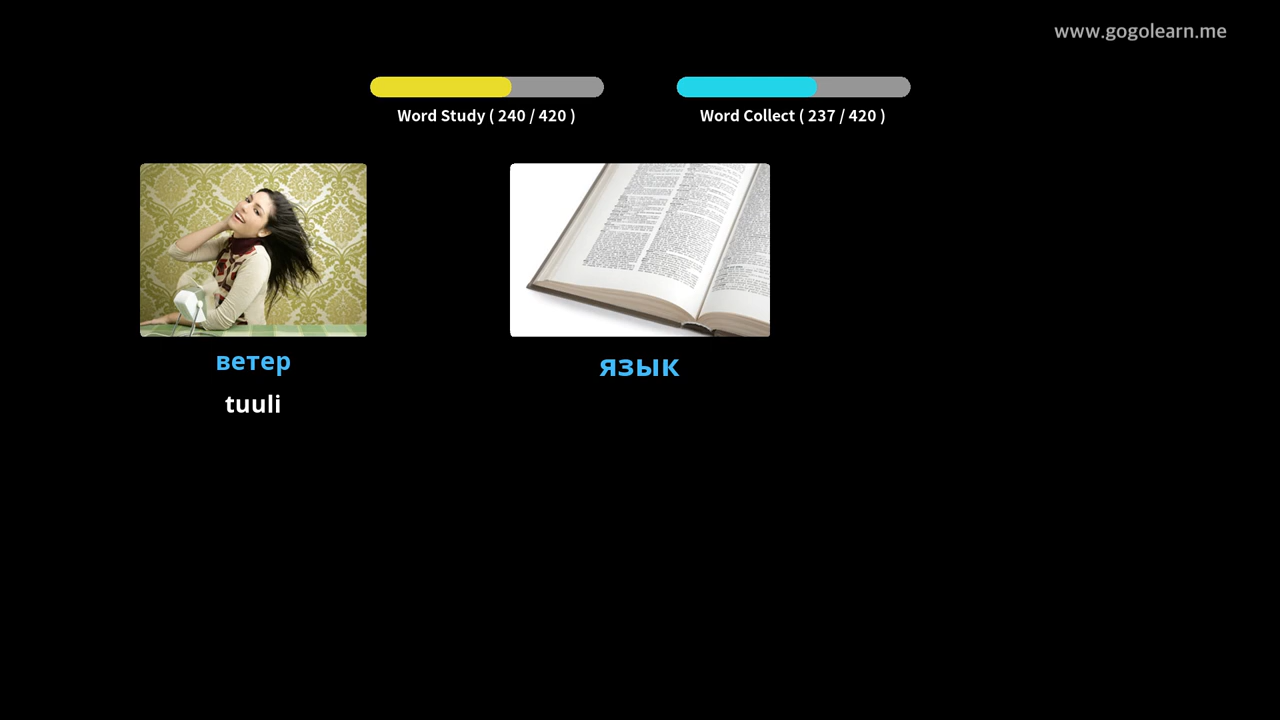 www.gogolearn.me
Word Study ( 240 / 420 )
Word Collect ( 237 / 420 )
ветер
tuuli
язык